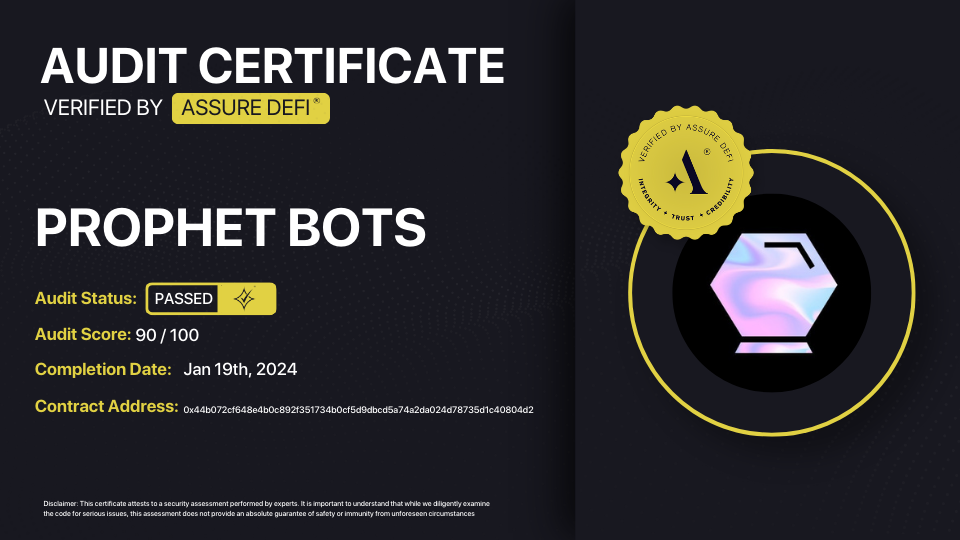 AUDIT CERTIFICATE
VERIFIED BY ASSURE DEFI ®
PROPHET BOTS
Audit Status: PASSED
Audit Score: 90 / 100
Completion Date: Jan 19th, 2024
Contract Address: 0x44b072cf648e4b0c892f351734b0cf5d9dbcd5a74a2da024d78735d1c40804d2
Disclaimer: This certificate attests to a security assessment performed by experts. It is important to understand that while we diligently examine
the code for serious issues, this assessment does not provide an absolute guarantee of safety or immunity from unforeseen circumstances
VERIFIED BY ASSURE DEFI
®
INTEGRITY ✦ TRUST ✦ CREDIBILITY